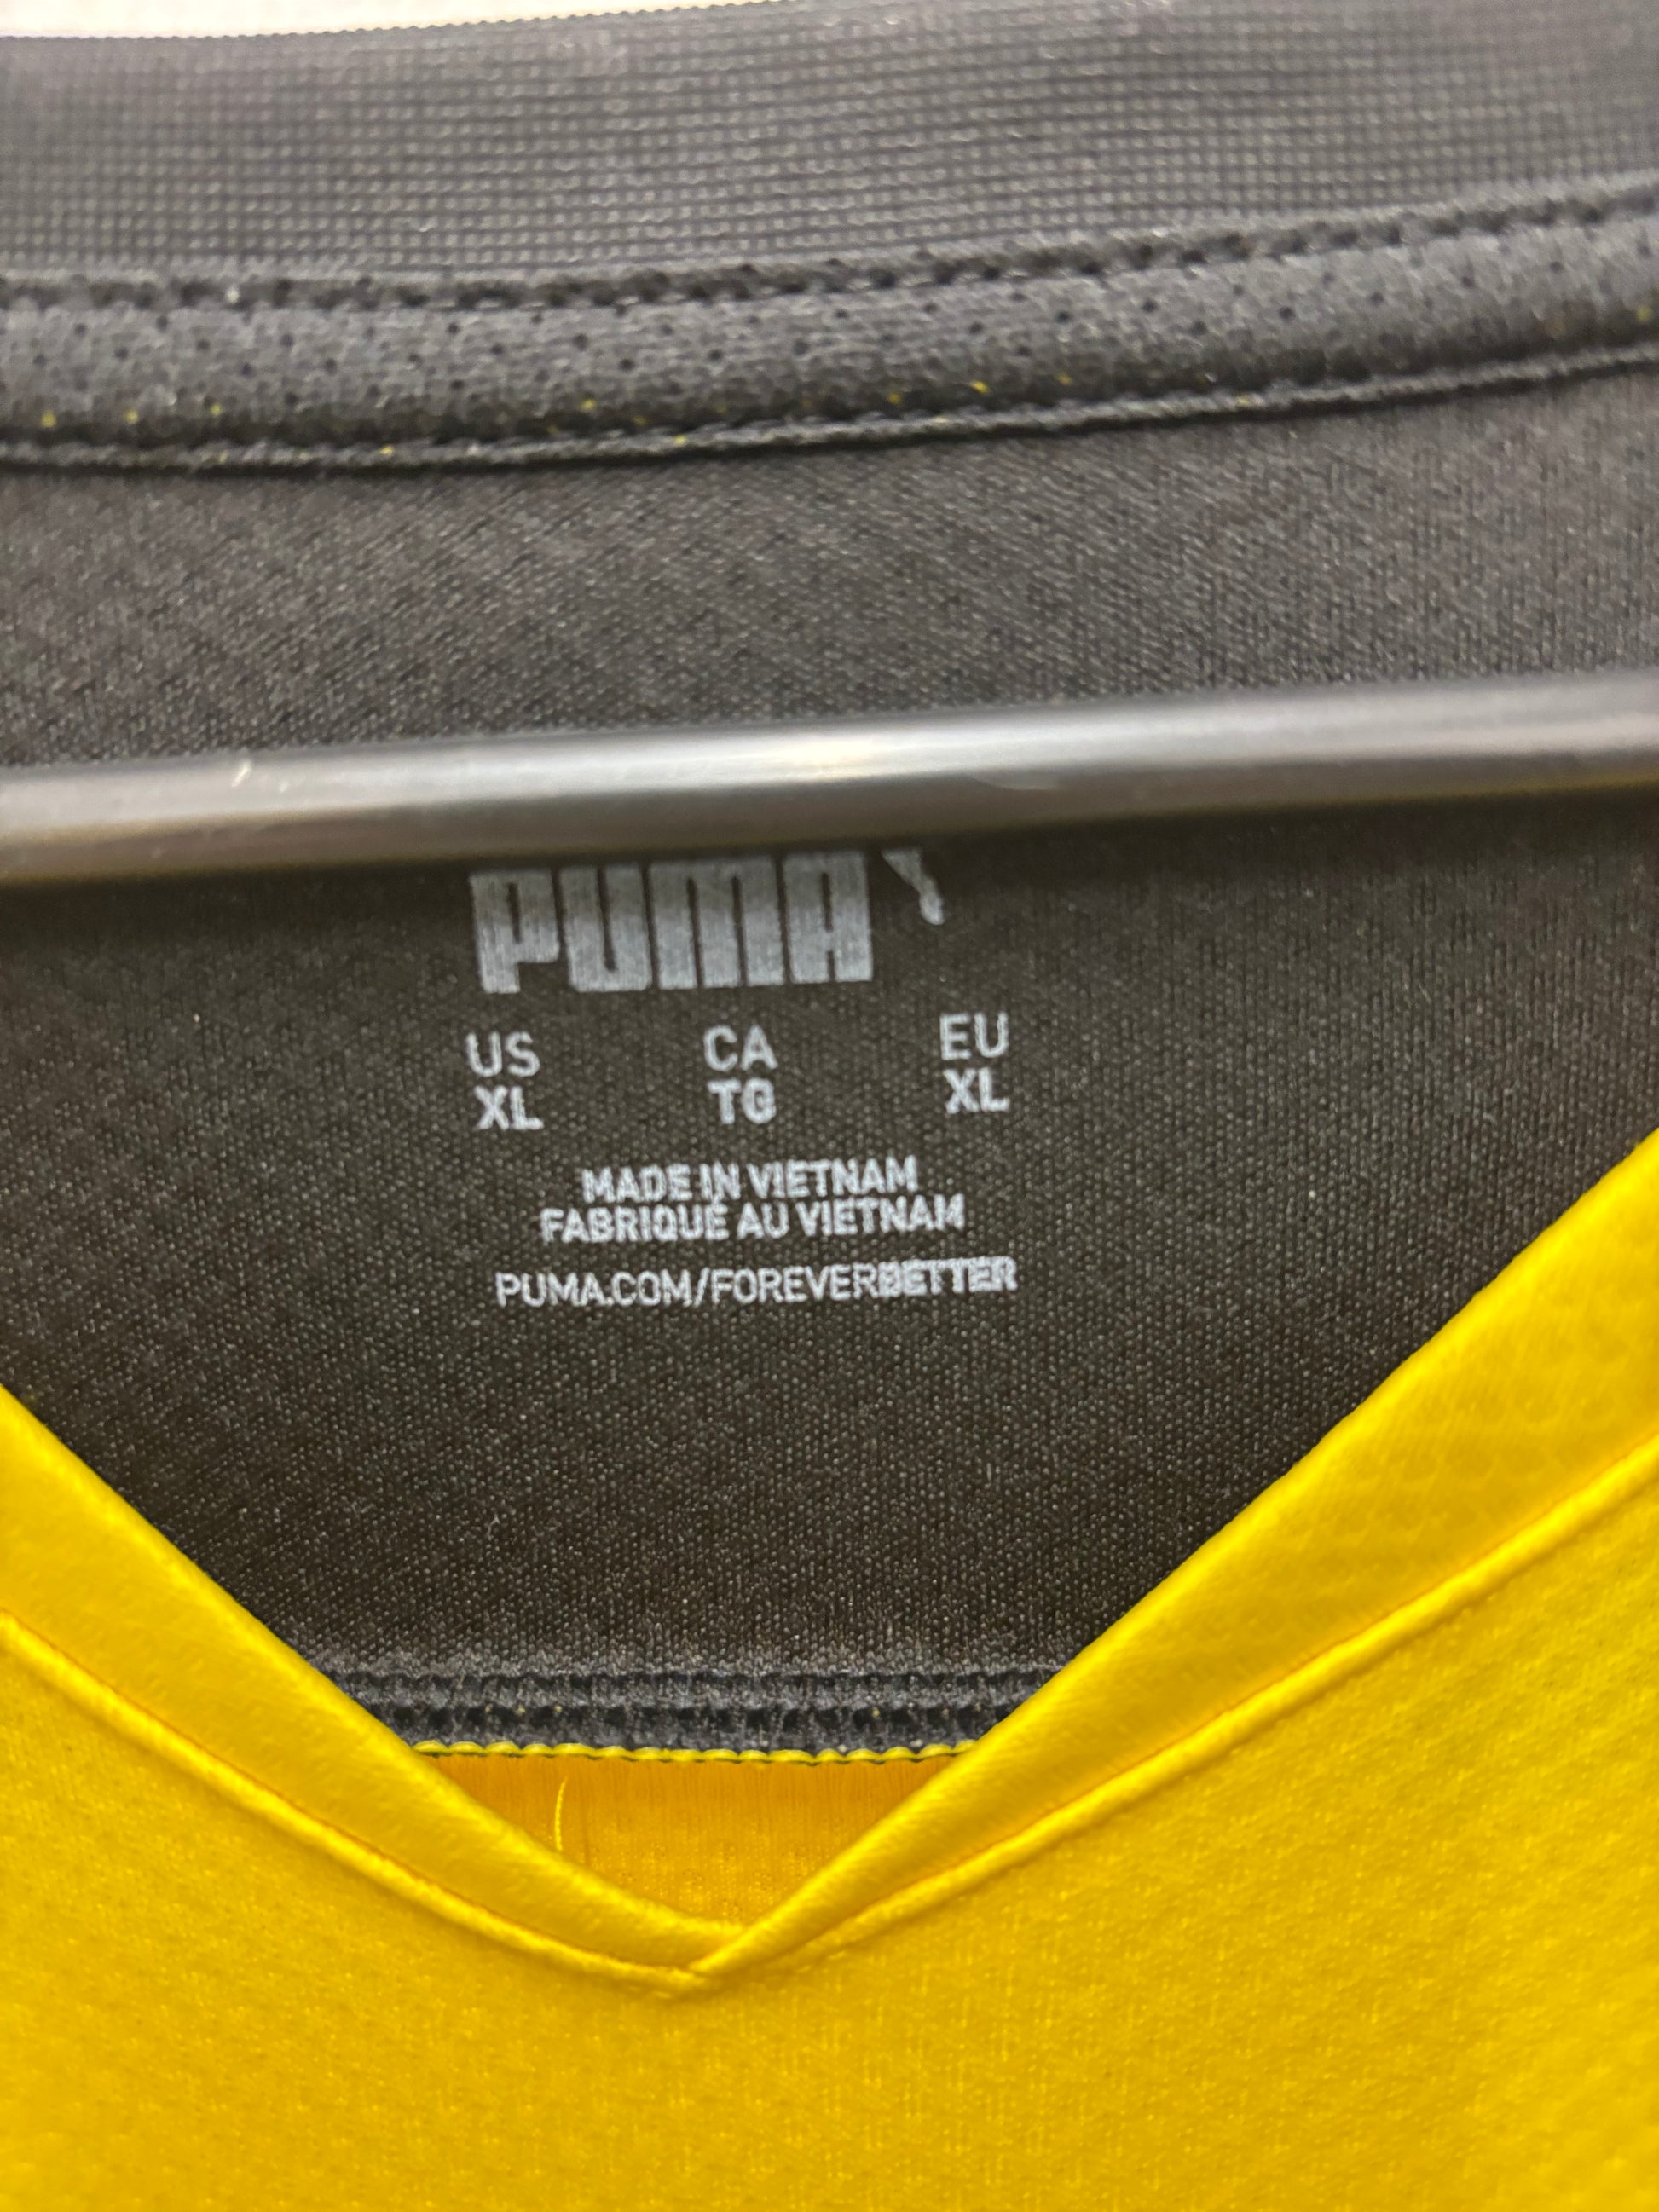 PUMA
US CA EU
XL TG XL
MADE IN VIETNAM
FABRIQUÉ AU VIETNAM
PUMA.COM/FOREVERBETTER